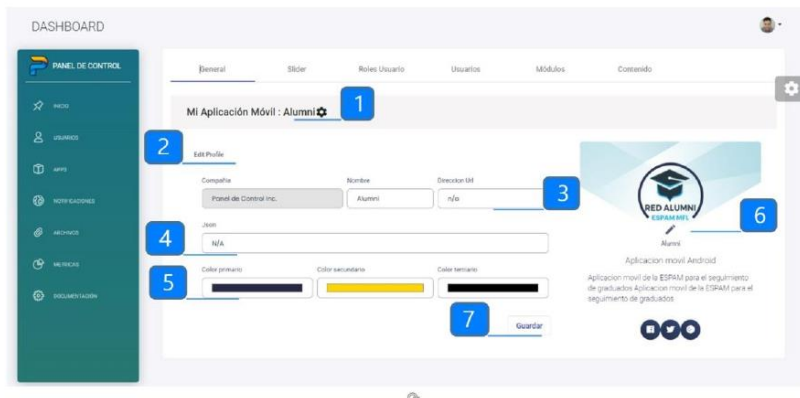 DASHBOARD
PANEL DE CONTROL
INICIO
USUARIOS
APPS
NOTIFICACIONES
ARCHIVOS
METRICAS
DOCUMENTACIÓN
General Slider Roles Usuario Usuarios Módulos Contenido
Mi Aplicación Móvil : Alumni
1
2
Edit Profile
Compañía Nombre Direccion Url
Panel de Control Inc. Alumni n/a
3
Json
4
N/A
Color primario Color secundario Color terciario
5
7
Guardar
RED ALUMNI
ESPAM MFL
6
Alumni
Aplicacion movil Android
Aplicacion movil de la ESPAM para el seguimiento
de graduados Aplicacion movil de la ESPAM para el
seguimiento de graduados